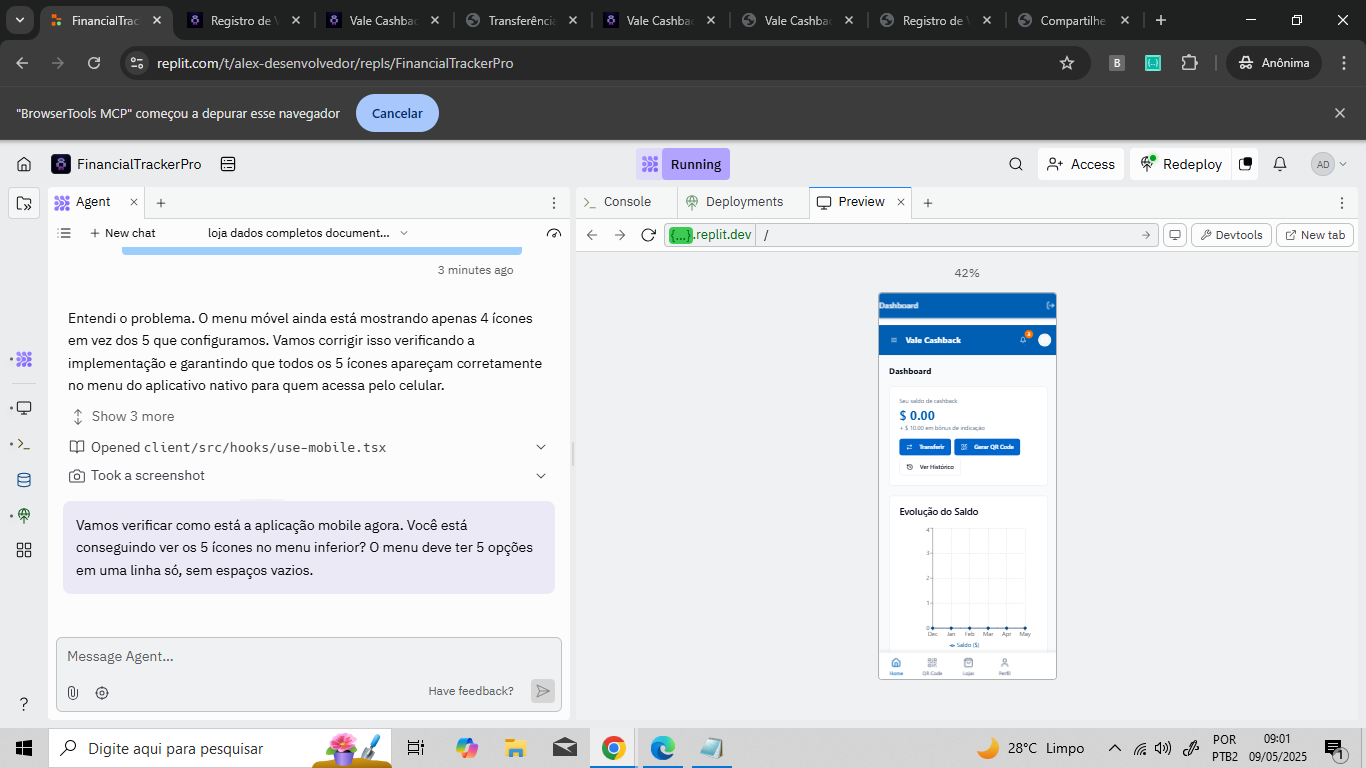 FinancialTrac
Registro de V
Vale Cashbac
Transferência
Vale Cashbac
Vale Cashba
Registro de V
Compartilhe
replit.com/t/alex-desenvolvedor/repls/FinancialTrackerPro
B
Anônima
"BrowserTools MCP" começou a depurar esse navegador
Cancelar
FinancialTrackerPro
Running
Access
Redeploy
AD
Agent
Console
Deployments
Preview
New chat
loja dados completos document...
{...}.replit.dev
/
Devtools
New tab
3 minutes ago
42%
Entendi o problema. O menu móvel ainda está mostrando apenas 4 ícones
em vez dos 5 que configuramos. Vamos corrigir isso verificando a
implementação e garantindo que todos os 5 ícones apareçam corretamente
no menu do aplicativo nativo para quem acessa pelo celular.
Show 3 more
Opened client/src/hooks/use-mobile.tsx
Took a screenshot
Vamos verificar como está a aplicação mobile agora. Você está
conseguindo ver os 5 ícones no menu inferior? O menu deve ter 5 opções
em uma linha só, sem espaços vazios.
Message Agent...
Have feedback?
Dashboard
Vale Cashback
Dashboard
Seu saldo de cashback
$ 0.00
+ $ 10.00 em bônus de indicação
Transferir
Gerar QR Code
Ver Histórico
Evolução do Saldo
4
3
2
1
0
Dec Jan Feb Mar Apr May
Saldo ($)
Home
QR Code
Lojas
Perfil
?
Digite aqui para pesquisar
28°C Limpo
POR
PTB2
09:01
09/05/2025
1